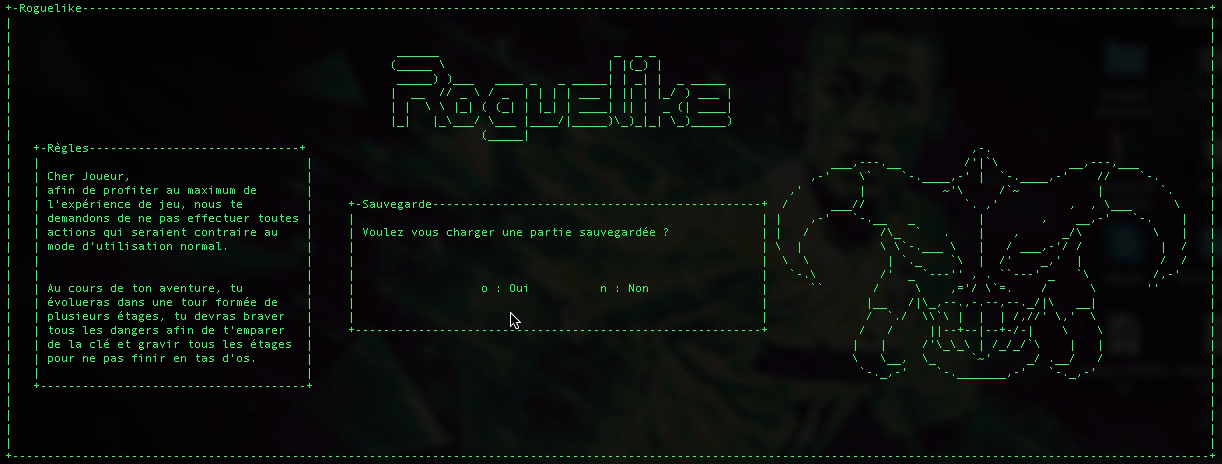 Roguelike
Roguelike
Règles
Cher Joueur,
afin de profiter au maximum de
l'expérience de jeu, nous te
demandons de ne pas effectuer toutes
actions qui seraient contraire au
mode d'utilisation normal.
Au cours de ton aventure, tu
évolueras dans une tour formée de
plusieurs étages, tu devras braver
tous les dangers afin de t'emparer
de la clé et gravir tous les étages
pour ne pas finir en tas d'os.
Sauvegarde
Voulez vous charger une partie sauvegardée ?
o : Oui n : Non